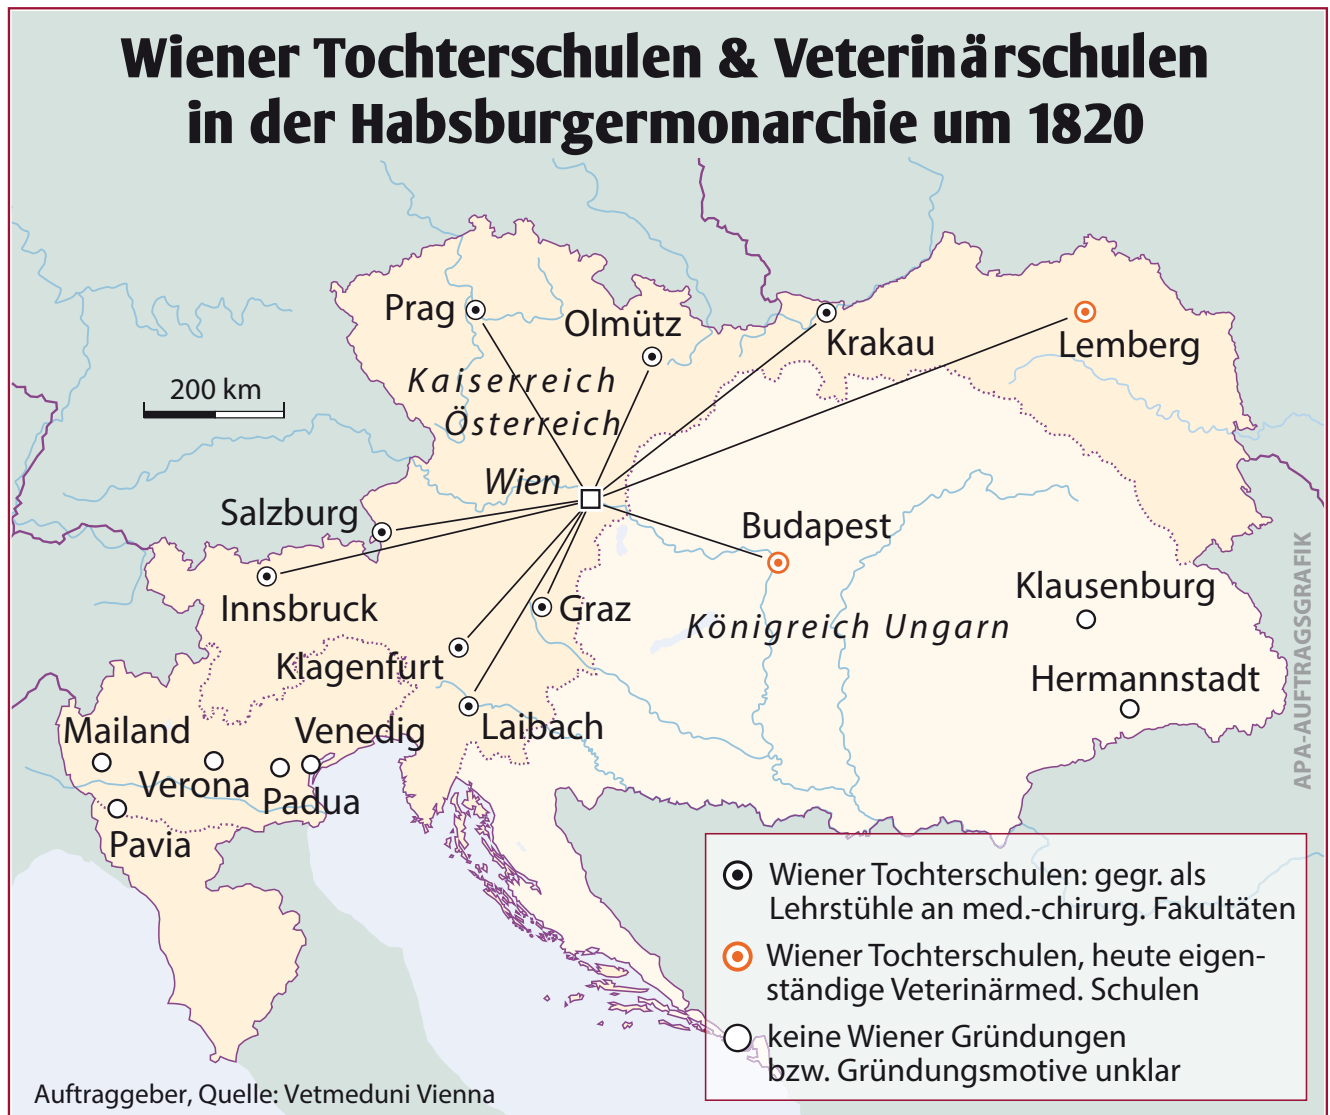 Wiener Tochterschulen & Veterinärschulen
in der Habsburgermonarchie um 1820
Prag
Olmütz
Krakau
Lemberg
Kaiserreich
Österreich
200 km
Wien
Salzburg
Budapest
Innsbruck
Graz
Klausenburg
Königreich Ungarn
Klagenfurt
Hermannstadt
Mailand
Venedig
Laibach
Verona
Padua
Pavia
Wiener Tochterschulen: gegr. als
Lehrstühle an med.-chirurg. Fakultäten
Wiener Tochterschulen, heute eigen-
ständige Veterinärmed. Schulen
keine Wiener Gründungen
bzw. Gründungsmotive unklar
Auftraggeber, Quelle: Vetmeduni Vienna
APA-AUFTRAGSGRAFIK